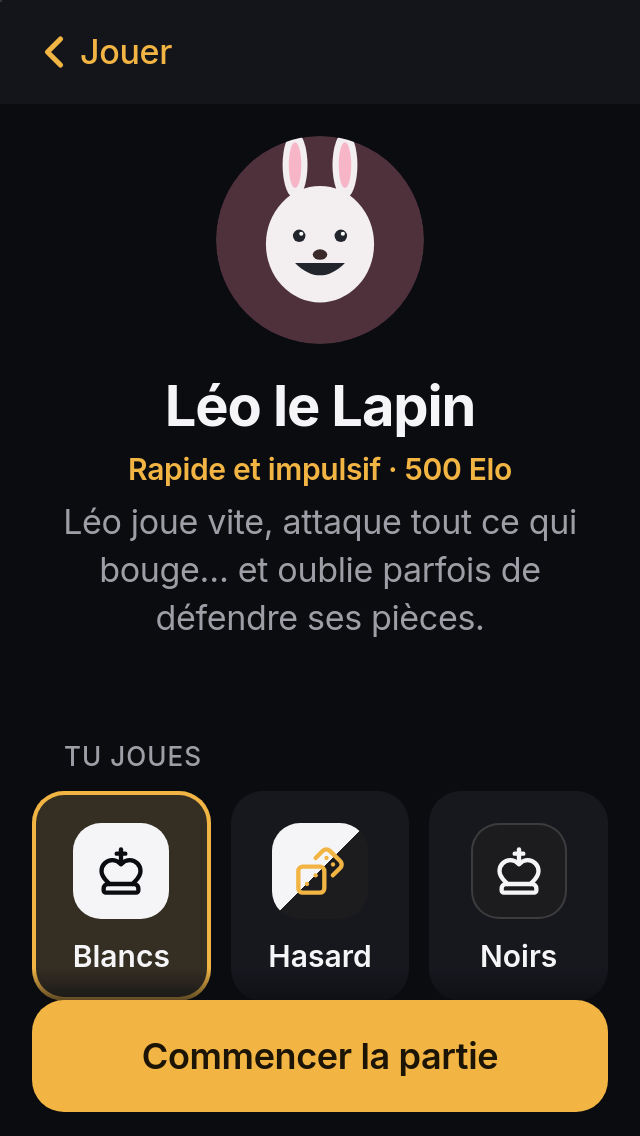 Jouer
Léo le Lapin
Rapide et impulsif · 500 Elo
Léo joue vite, attaque tout ce qui
bouge... et oublie parfois de
défendre ses pièces.
TU JOUES
Blancs
Hasard
Noirs
Commencer la partie